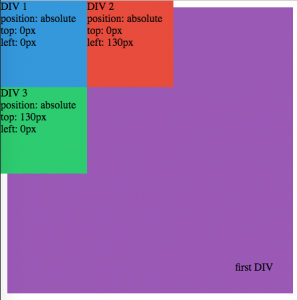 DIV 1
position: absolute
top: 0px
left: 0px
DIV 2
position: absolute
top: 0px
left: 130px
DIV 3
position: absolute
top: 130px
left: 0px
first DIV